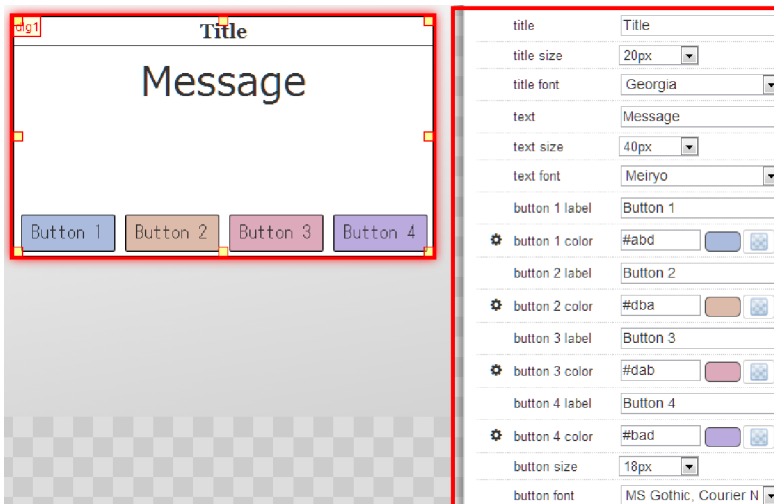 dlg1
Title
Message
Button 1 Button 2 Button 3 Button 4
title Title
title size 20px
title font Georgia
text Message
text size 40px
text font Meiryo
button 1 label Button 1
button 1 color #abd
button 2 label Button 2
button 2 color #dba
button 3 label Button 3
button 3 color #dab
button 4 label Button 4
button 4 color #bad
button size 18px
button font MS Gothic, Courier N